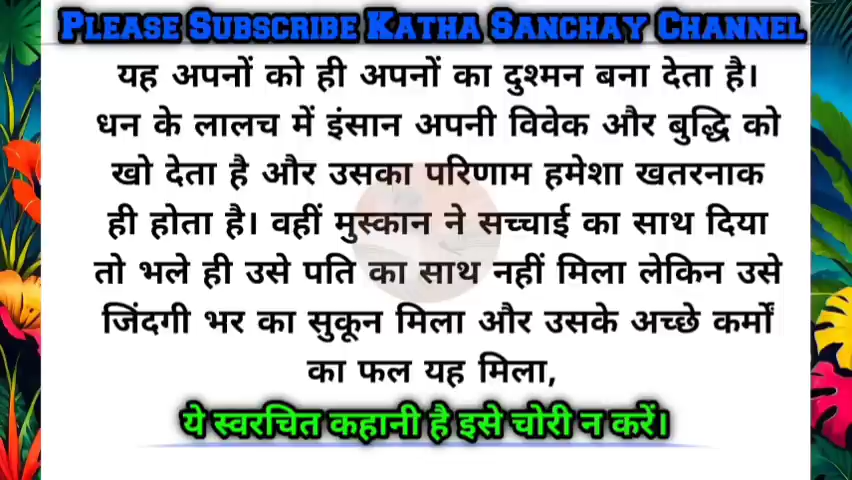 PLEASE SUBSCRIBE KATHA SANCHAY CHANNEL
यह अपनों को ही अपनों का दुश्मन बना देता है।
धन के लालच में इंसान अपनी विवेक और बुद्धि को
खो देता है और उसका परिणाम हमेशा खतरनाक
ही होता है। वहीं मुस्कान ने सच्चाई का साथ दिया
तो भले ही उसे पति का साथ नहीं मिला लेकिन उसे
जिंदगी भर का सुकून मिला और उसके अच्छे कर्मों
का फल यह मिला,
ये स्वरचित कहानी है इसे चोरी न करें।